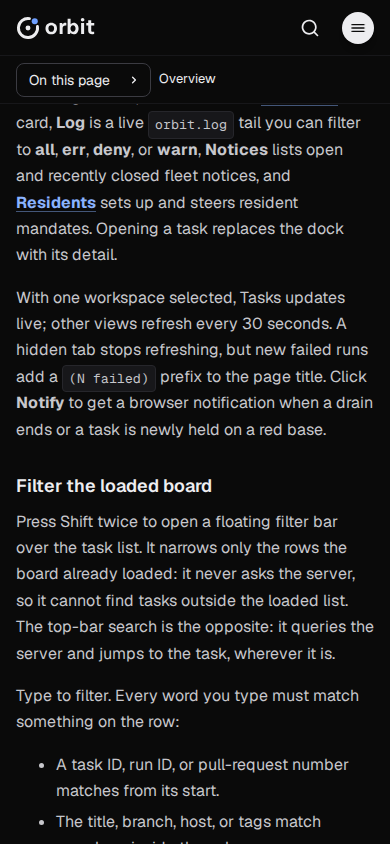 orbit
On this page
Overview
card, Log is a live orbit.log tail you can filter
to all, err, deny, or warn, Notices lists open
and recently closed fleet notices, and
Residents sets up and steers resident
mandates. Opening a task replaces the dock
with its detail.
With one workspace selected, Tasks updates
live; other views refresh every 30 seconds. A
hidden tab stops refreshing, but new failed runs
add a (N failed) prefix to the page title. Click
Notify to get a browser notification when a drain
ends or a task is newly held on a red base.
Filter the loaded board
Press Shift twice to open a floating filter bar
over the task list. It narrows only the rows the
board already loaded: it never asks the server,
so it cannot find tasks outside the loaded list.
The top-bar search is the opposite: it queries the
server and jumps to the task, wherever it is.
Type to filter. Every word you type must match
something on the row:
• A task ID, run ID, or pull-request number
matches from its start.
• The title, branch, host, or tags match